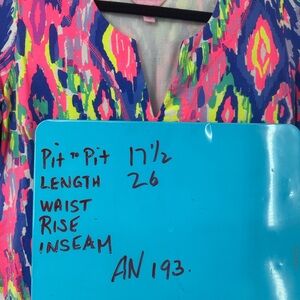 Pit to Pit 17 1/2
LENGTH 26
WAIST
RISE
INSEAM
AN 193.